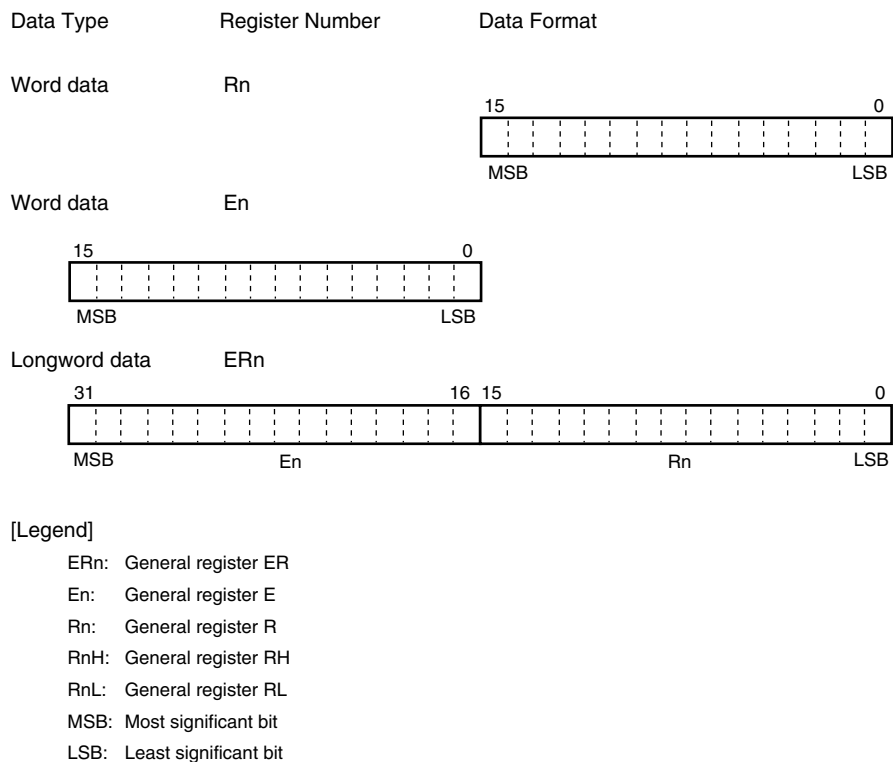 Data Type Register Number Data Format
Word data Rn
15 0
MSB LSB
Word data En
15 0
MSB LSB
Longword data ERn
31 16 15 0
MSB En Rn LSB
[Legend]
ERn: General register ER
En: General register E
Rn: General register R
RnH: General register RH
RnL: General register RL
MSB: Most significant bit
LSB: Least significant bit